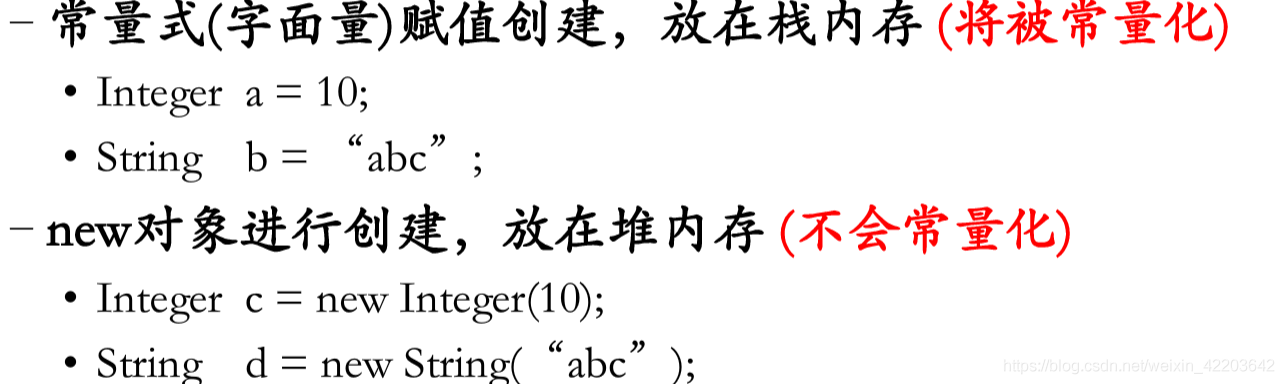 – 常量式(字面量)赋值创建，放在栈内存 (将被常量化)
• Integer a = 10;
• String b = “abc” ;
– new对象进行创建，放在堆内存 (不会常量化)
• Integer c = new Integer(10);
• String d = new String( “abc” );
https://blog.csdn.net/weixin_42203642